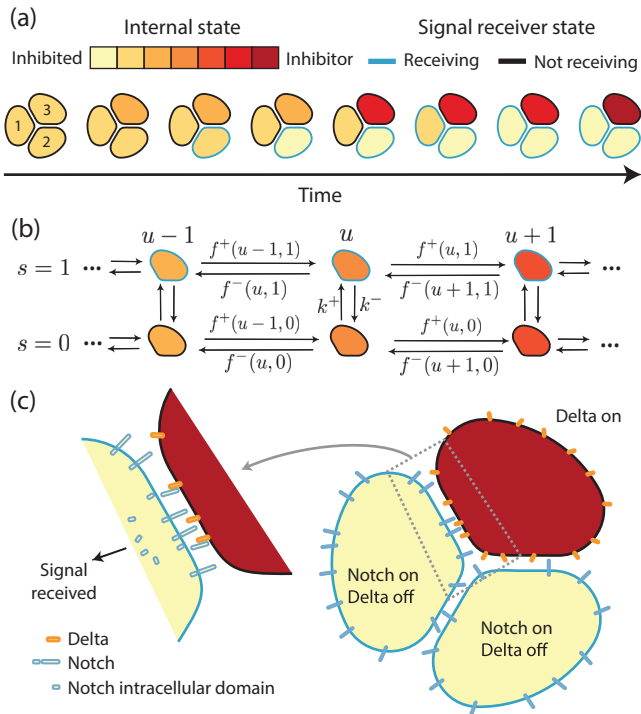 (a)
Internal state
Signal receiver state
Inhibited
Inhibitor
Receiving
Not receiving
1
3
2
Time
(b)
u − 1
u
u + 1
s = 1
f⁺(u−1, 1)
f⁺(u, 1)
f⁻(u, 1)
f⁻(u+1, 1)
k⁺
k⁻
s = 0
f⁺(u−1, 0)
f⁺(u, 0)
f⁻(u, 0)
f⁻(u+1, 0)
(c)
Delta on
Signal
received
Notch on
Delta off
Notch on
Delta off
Delta
Notch
Notch intracellular domain